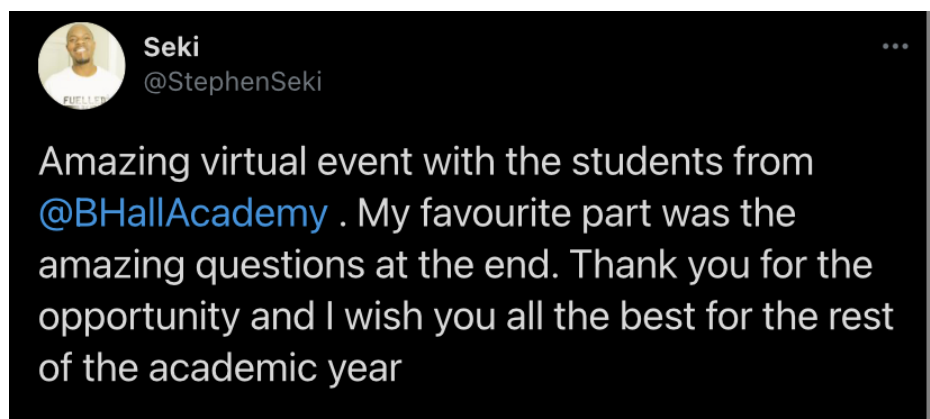 Seki
@StephenSeki
Amazing virtual event with the students from
@BHallAcademy . My favourite part was the
amazing questions at the end. Thank you for the
opportunity and I wish you all the best for the rest
of the academic year